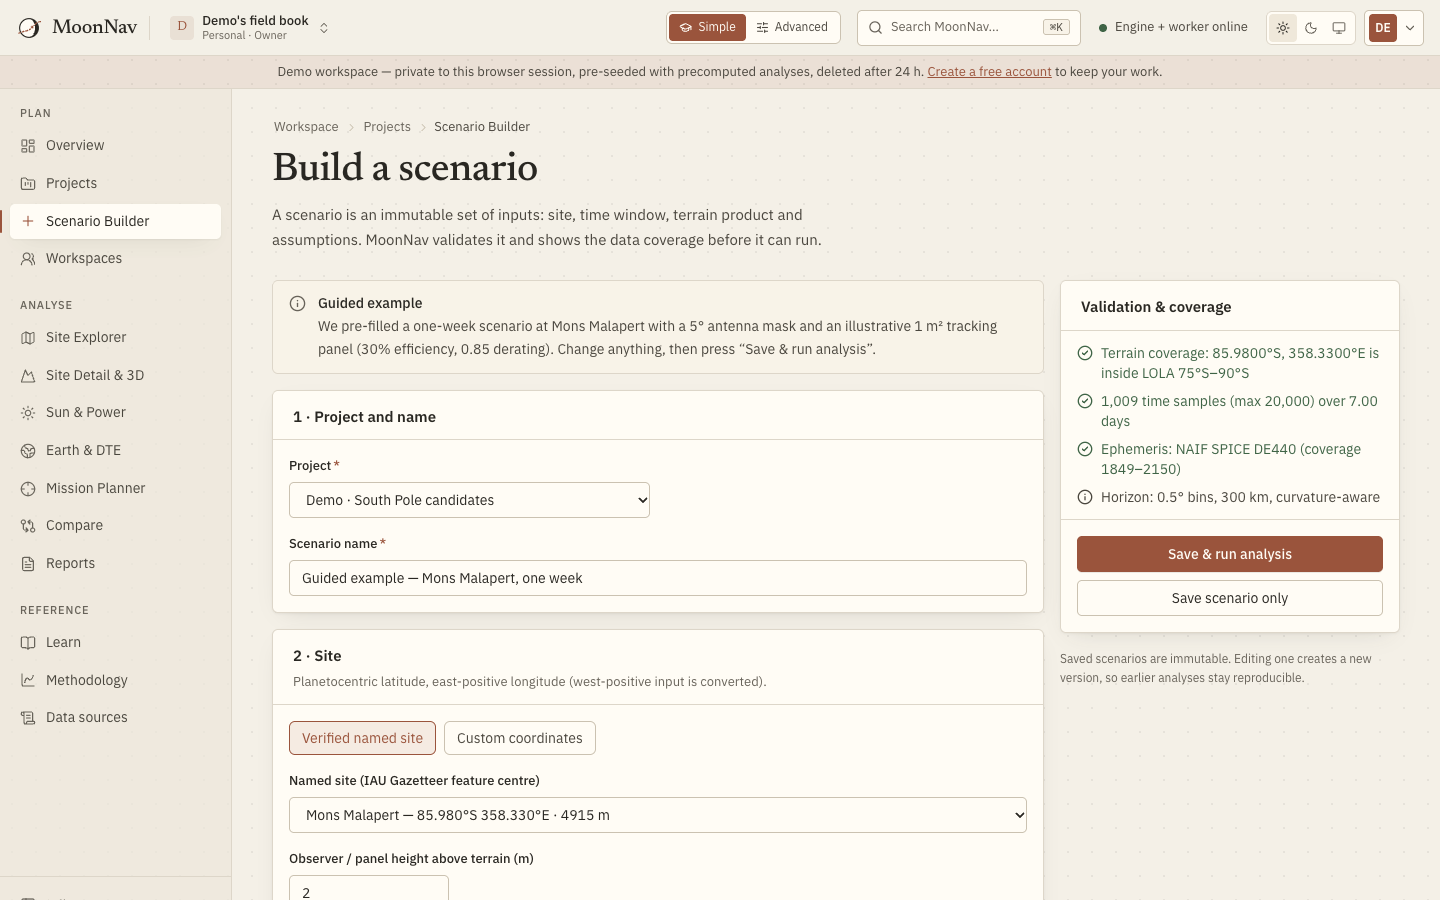 MoonNav
D
Demo's field book
Personal · Owner
Simple
Advanced
Search MoonNav...
⌘K
Engine + worker online
DE
Demo workspace — private to this browser session, pre-seeded with precomputed analyses, deleted after 24 h. Create a free account to keep your work.
PLAN
Overview
Projects
Scenario Builder
Workspaces
ANALYSE
Site Explorer
Site Detail & 3D
Sun & Power
Earth & DTE
Mission Planner
Compare
Reports
REFERENCE
Learn
Methodology
Data sources
Workspace
Projects
Scenario Builder
Build a scenario
A scenario is an immutable set of inputs: site, time window, terrain product and
assumptions. MoonNav validates it and shows the data coverage before it can run.
Guided example
We pre-filled a one-week scenario at Mons Malapert with a 5° antenna mask and an illustrative 1 m² tracking
panel (30% efficiency, 0.85 derating). Change anything, then press “Save & run analysis”.
1 · Project and name
Project *
Demo · South Pole candidates
Scenario name *
Guided example — Mons Malapert, one week
2 · Site
Planetocentric latitude, east-positive longitude (west-positive input is converted).
Verified named site
Custom coordinates
Named site (IAU Gazetteer feature centre)
Mons Malapert — 85.980°S 358.330°E · 4915 m
Observer / panel height above terrain (m)
2
Validation & coverage
Terrain coverage: 85.9800°S, 358.3300°E is
inside LOLA 75°S–90°S
1,009 time samples (max 20,000) over 7.00
days
Ephemeris: NAIF SPICE DE440 (coverage
1849–2150)
Horizon: 0.5° bins, 300 km, curvature-aware
Save & run analysis
Save scenario only
Saved scenarios are immutable. Editing one creates a new
version, so earlier analyses stay reproducible.